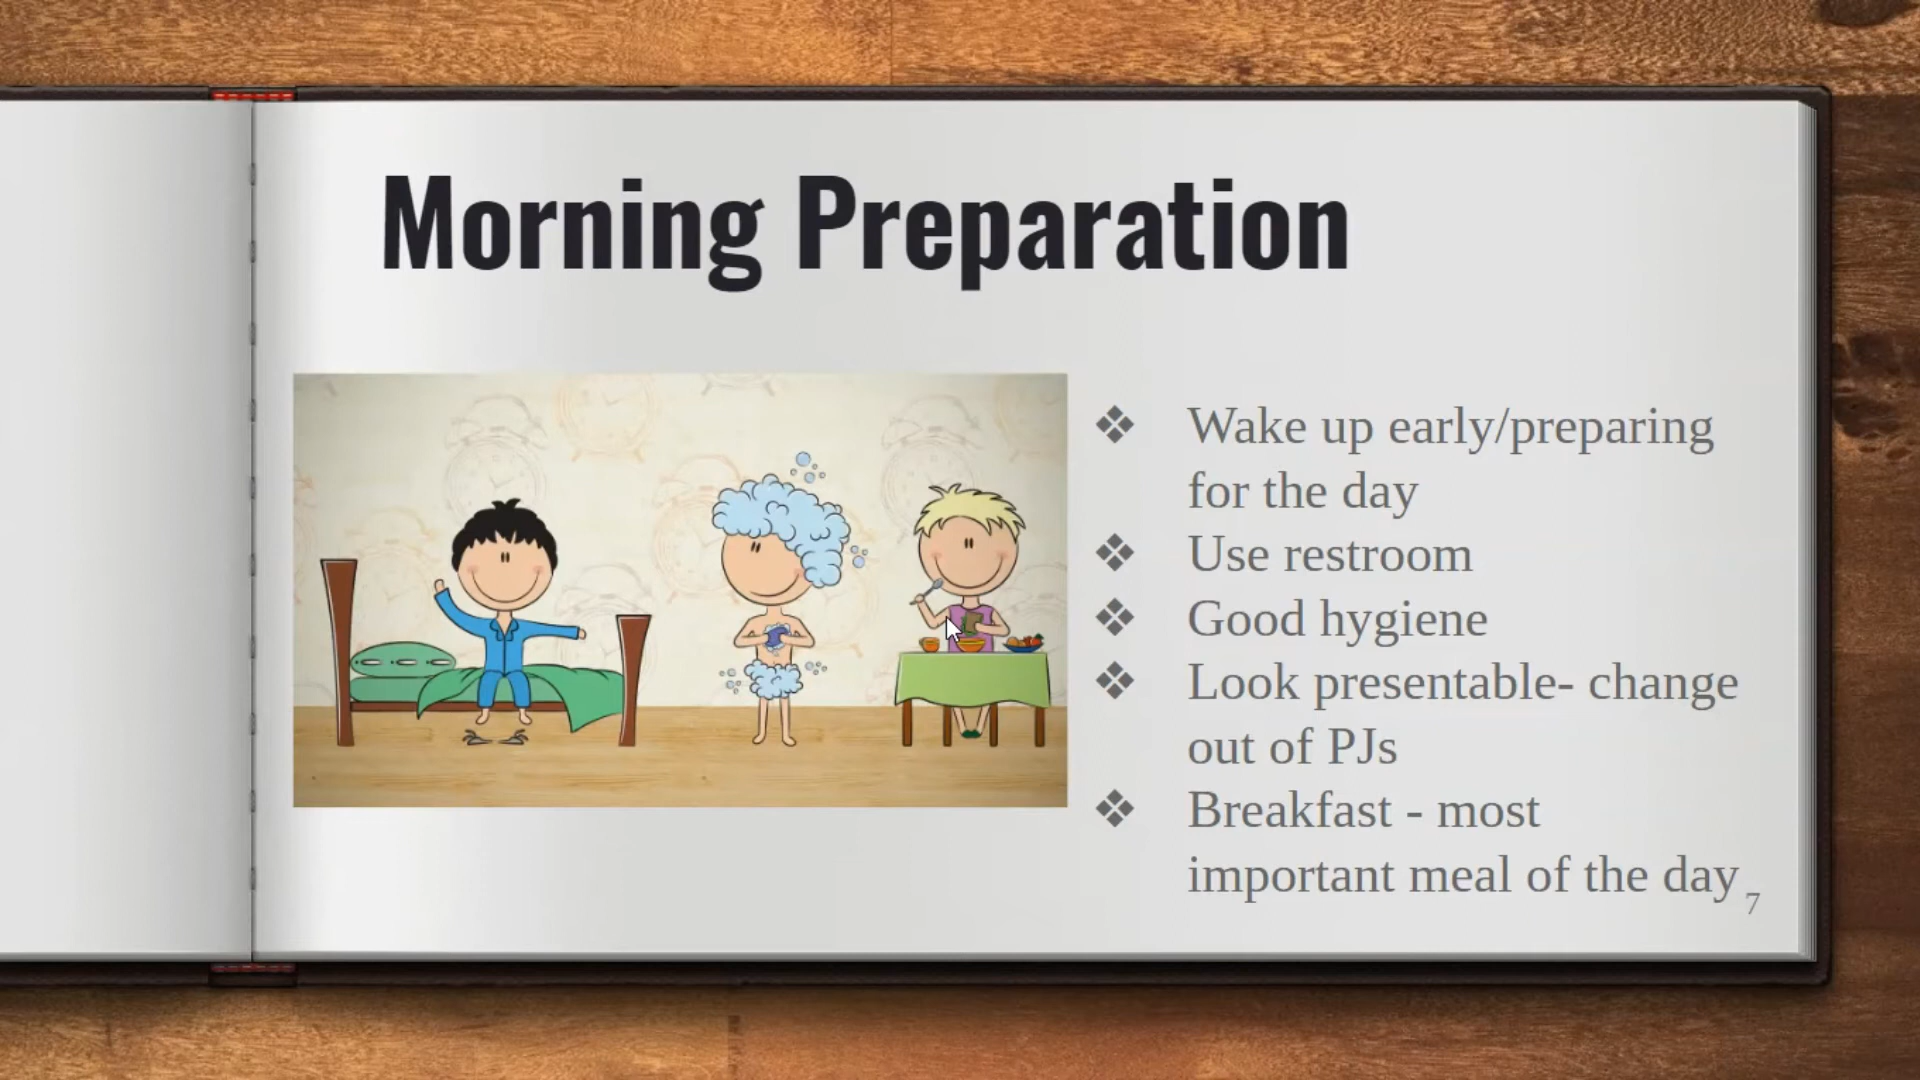 Morning Preparation
❖ Wake up early/preparing
for the day
❖ Use restroom
❖ Good hygiene
❖ Look presentable- change
out of PJs
❖ Breakfast - most
important meal of the day
7